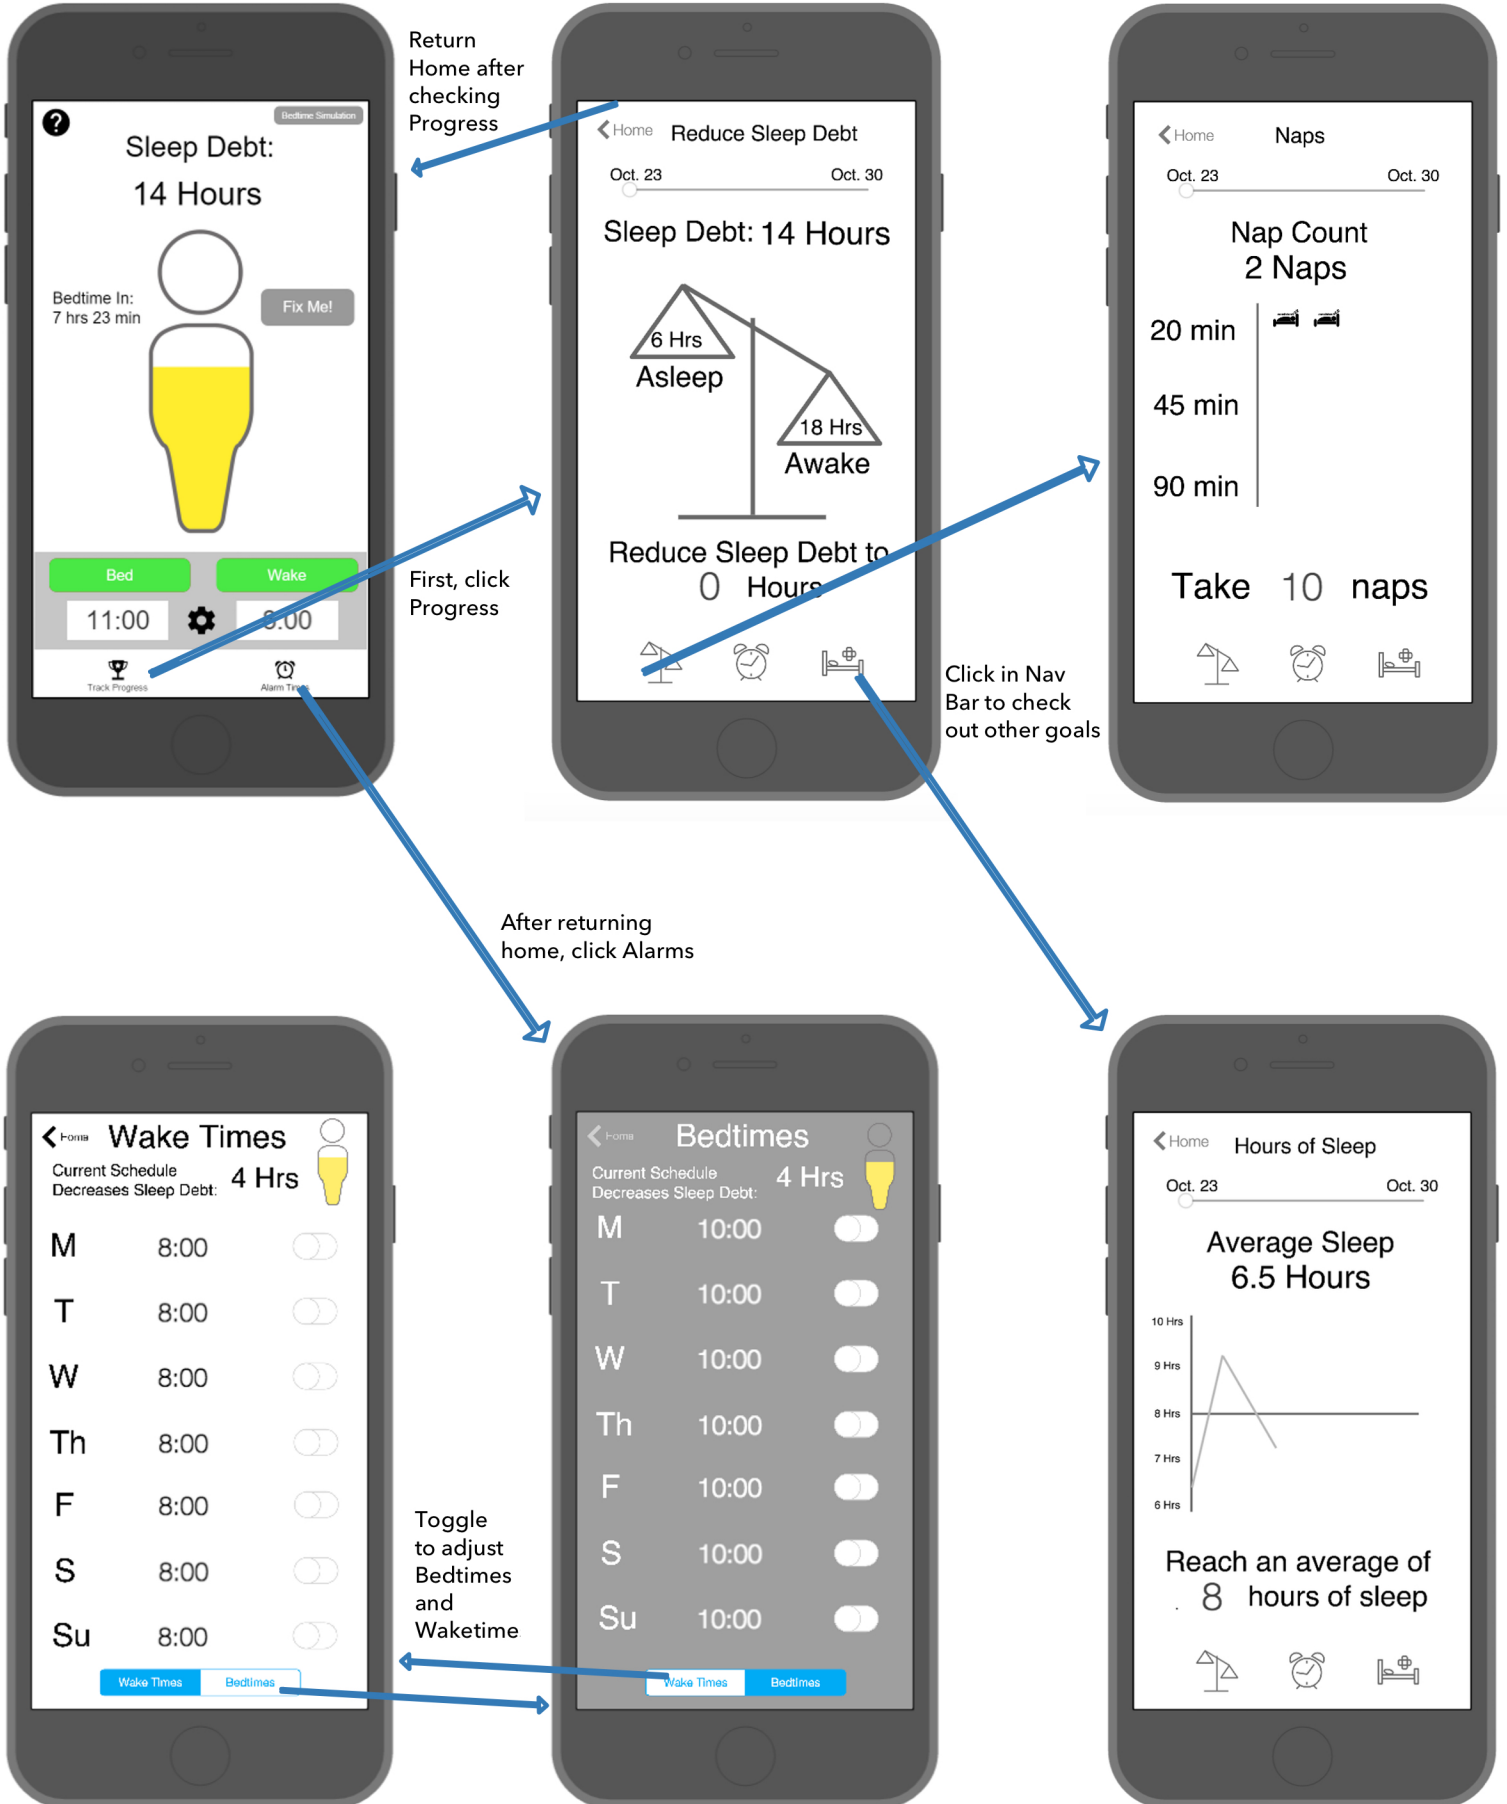 Return
Home after
checking
Progress
?
Bedtime Simulation
Sleep Debt:
14 Hours
Bedtime In:
7 hrs 23 min
Fix Me!
Bed
Wake
11:00
8:00
Track Progress
Alarm Times
First, click
Progress
Home
Reduce Sleep Debt
Oct. 23
Oct. 30
Sleep Debt: 14 Hours
6 Hrs
Asleep
18 Hrs
Awake
Reduce Sleep Debt to
0 Hours
Click in Nav
Bar to check
out other goals
Home
Naps
Oct. 23
Oct. 30
Nap Count
2 Naps
20 min
45 min
90 min
Take 10 naps
After returning
home, click Alarms
Home
Wake Times
Current Schedule
Decreases Sleep Debt:
4 Hrs
M 8:00
T 8:00
W 8:00
Th 8:00
F 8:00
S 8:00
Su 8:00
Wake Times
Bedtimes
Toggle
to adjust
Bedtimes
and
Waketime
Home
Bedtimes
Current Schedule
Decreases Sleep Debt:
4 Hrs
M 10:00
T 10:00
W 10:00
Th 10:00
F 10:00
S 10:00
Su 10:00
Wake Times
Bedtimes
Home
Hours of Sleep
Oct. 23
Oct. 30
Average Sleep
6.5 Hours
10 Hrs
9 Hrs
8 Hrs
7 Hrs
6 Hrs
Reach an average of
8 hours of sleep